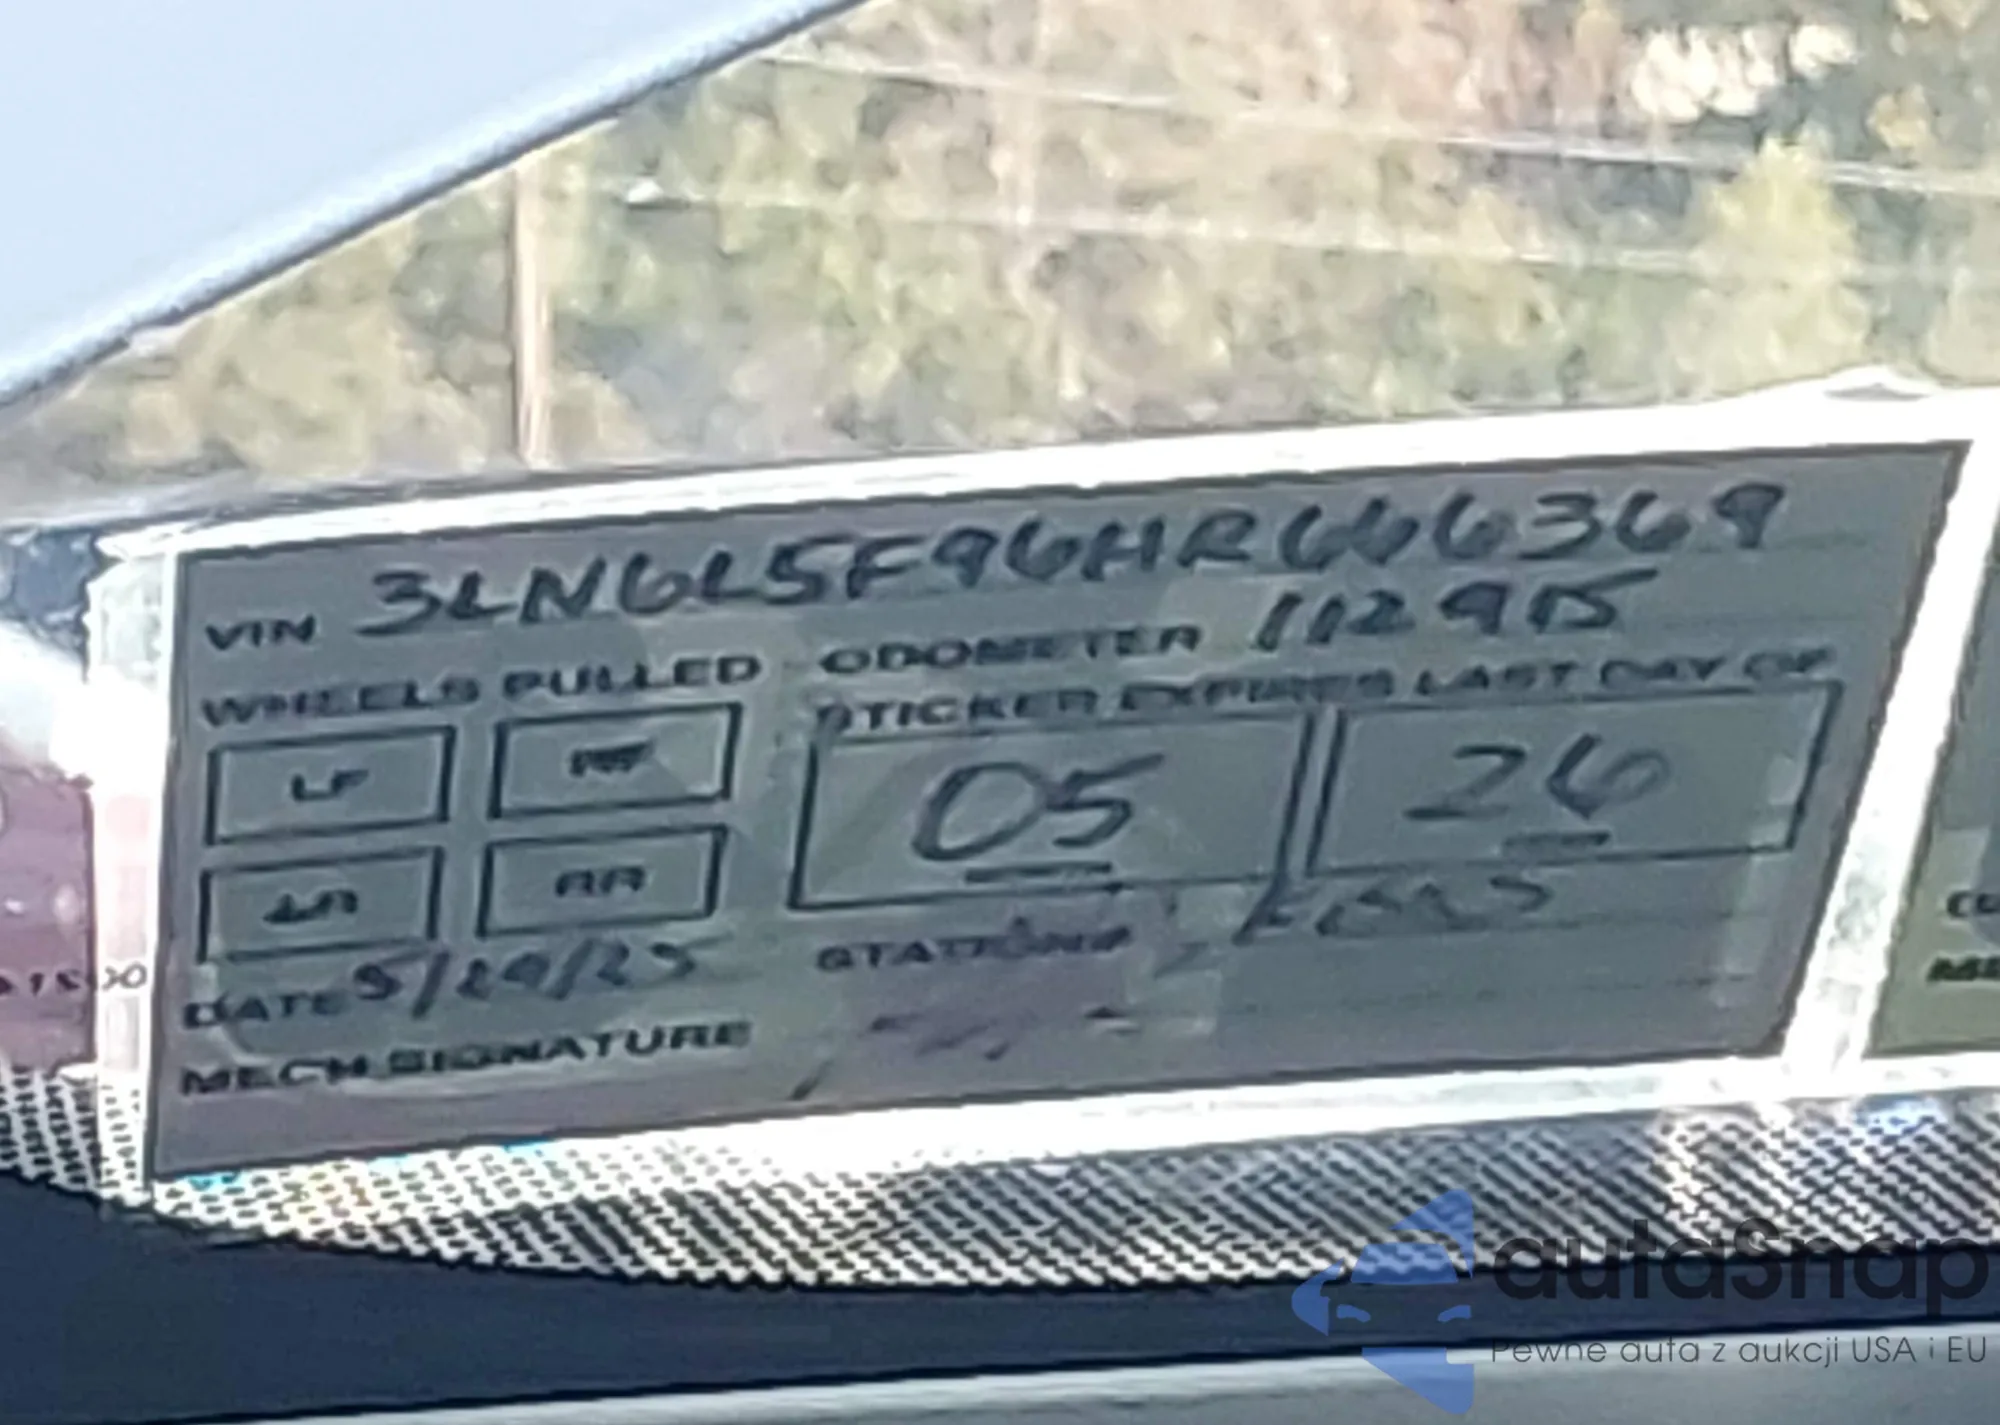 VIN 3LN6L5F96HR666369
ODOMETER 112915
WHEELS PULLED
STICKER EXPIRES LAST DAY OF
LF RF
05 26
LR RR
STATION#
DATE 5/29/25
MECH SIGNATURE
autaSnap
Pewne auta z aukcji USA i EU